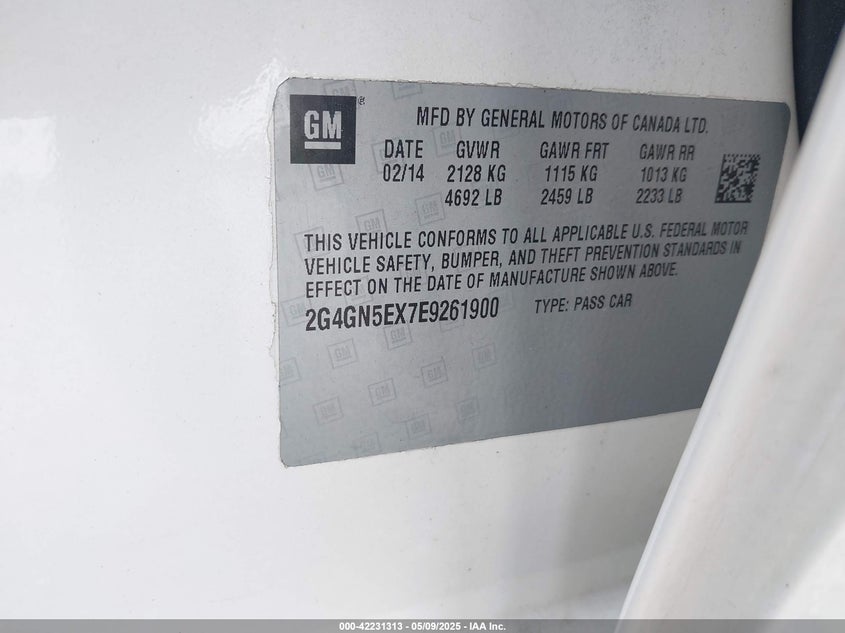 GM®
MFD BY GENERAL MOTORS OF CANADA LTD.
DATE GVWR GAWR FRT GAWR RR
02/14 2128 KG 1115 KG 1013 KG
4692 LB 2459 LB 2233 LB
THIS VEHICLE CONFORMS TO ALL APPLICABLE U.S. FEDERAL MOTOR
VEHICLE SAFETY, BUMPER, AND THEFT PREVENTION STANDARDS IN
EFFECT ON THE DATE OF MANUFACTURE SHOWN ABOVE.
2G4GN5EX7E9261900 TYPE: PASS CAR
000-42231313 — 05/09/2025 — IAA Inc.